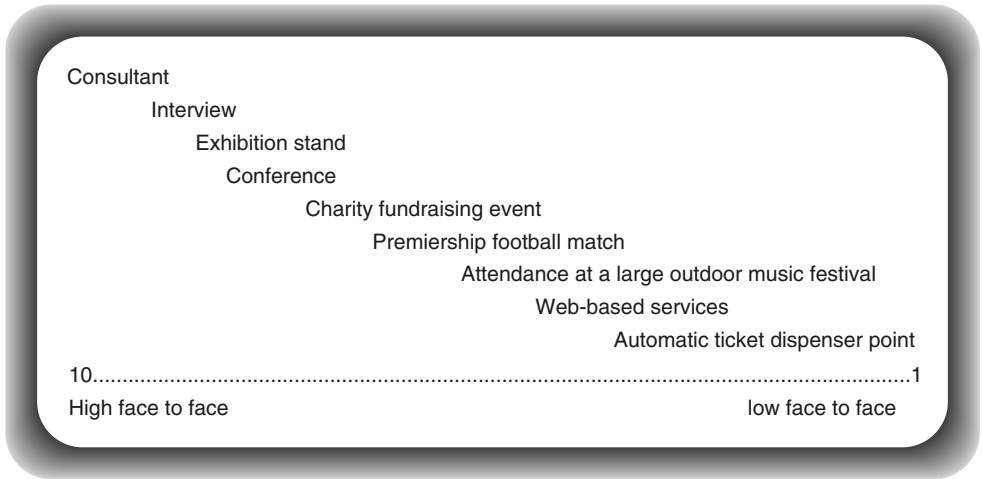 Consultant
Interview
Exhibition stand
Conference
Charity fundraising event
Premiership football match
Attendance at a large outdoor music festival
Web-based services
Automatic ticket dispenser point
10..............................................................................................................................................1
High face to face low face to face